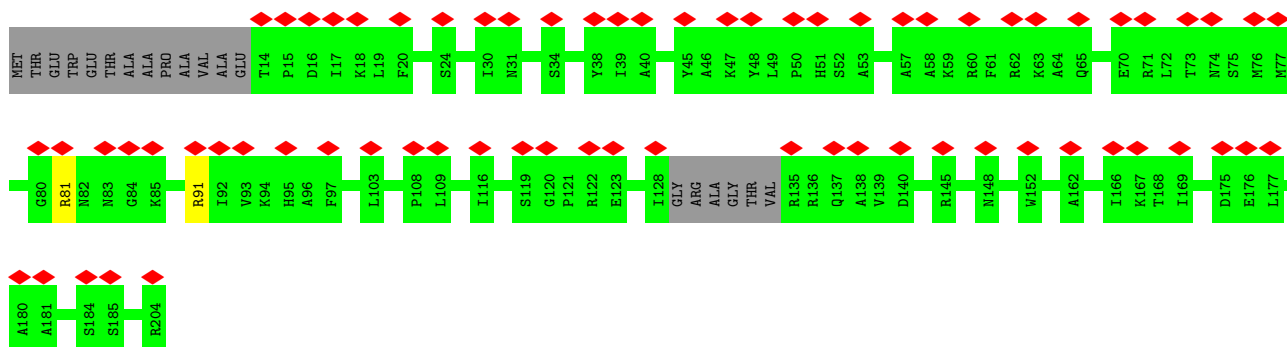 MET THR GLU TRP GLU THR ALA ALA PRO ALA VAL ALA GLU T14 P15 D16 I17 K18 L19 F20 S24 I30 N31 S34 Y38 I39 A40 Y45 A46 K47 Y48 L49 P50 H51 S52 A53 A57 A58 K59 R60 F61 R62 K63 A64 Q65 E70 R71 L72 T73 N74 S75 M76 M77
G80 R81 N82 N83 G84 K85 R91 I92 V93 K94 H95 A96 F97 L103 P108 L109 I116 S119 G120 P121 R122 E123 I128 GLY ARG ALA GLY THR VAL R135 R136 Q137 A138 V139 D140 R145 N148 W152 A162 I166 K167 T168 I169 D175 E176 L177
A180 A181 S184 S185 R204